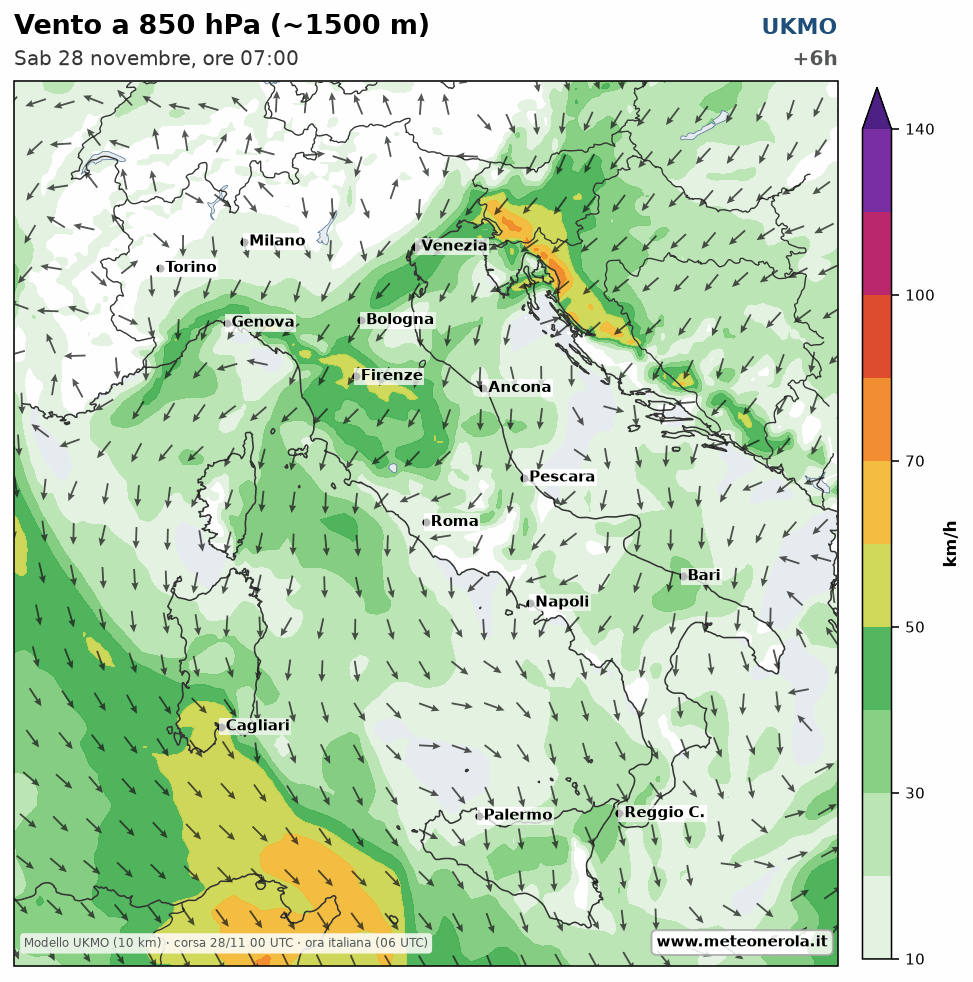 Vento a 850 hPa (~1500 m)
UKMO
Sab 28 novembre, ore 07:00
+6h
140
Milano
Venezia
Torino
100
Genova
Bologna
Firenze
Ancona
70
Pescara
Roma
km/h
Bari
Napoli
50
Cagliari
30
Palermo
Reggio C.
Modello UKMO (10 km) · corsa 28/11 00 UTC · ora italiana (06 UTC)
www.meteonerola.it
10